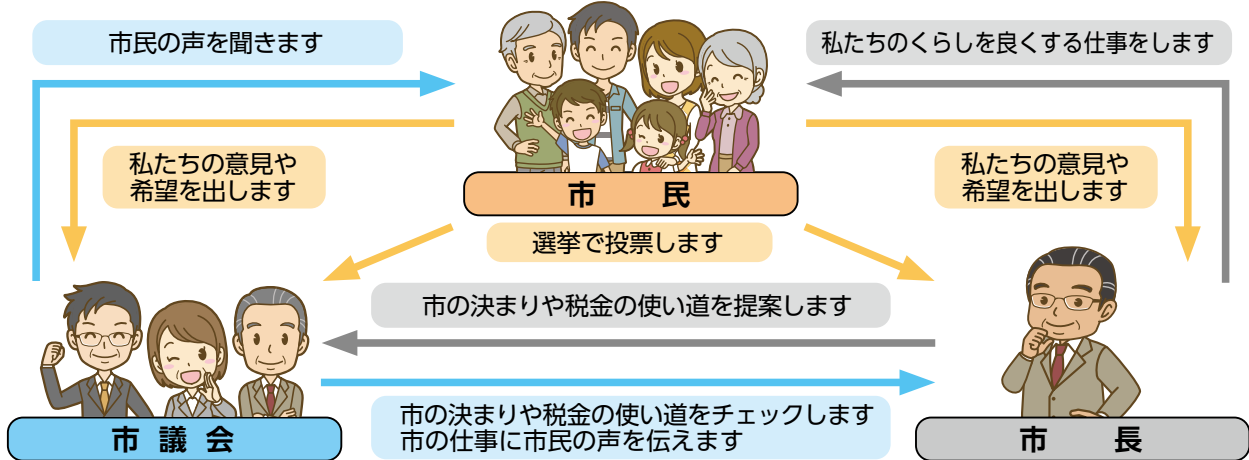 市民の声を聞きます
私たちのくらしを良くする仕事をします
私たちの意見や
希望を出します
私たちの意見や
希望を出します
市　民
選挙で投票します
市の決まりや税金の使い道を提案します
市の決まりや税金の使い道をチェックします
市の仕事に市民の声を伝えます
市 議 会
市　長